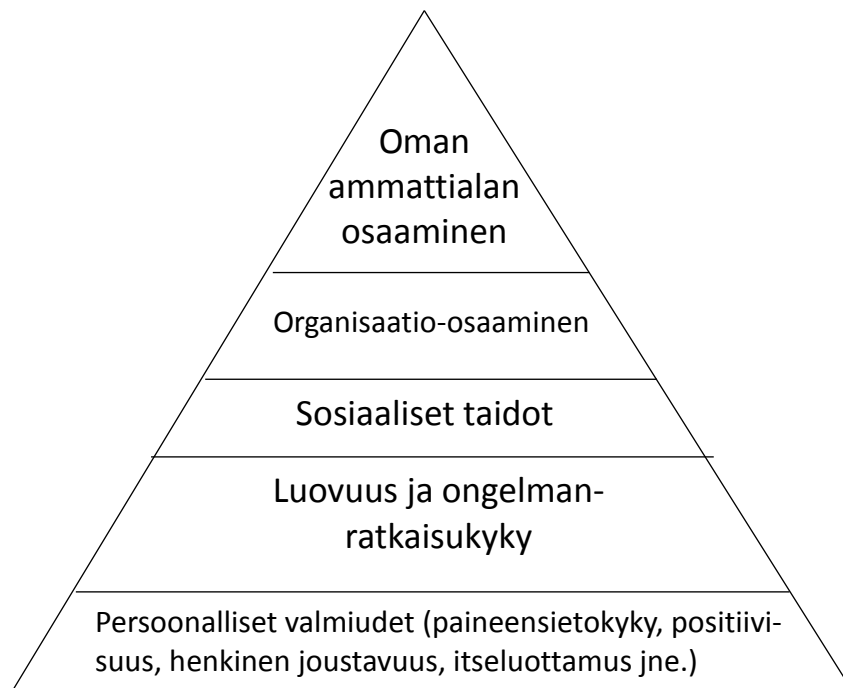 Oman
ammattialan
osaaminen
Organisaatio-osaaminen
Sosiaaliset taidot
Luovuus ja ongelman-
ratkaisukyky
Persoonalliset valmiudet (paineensietokyky, positiivi-
suus, henkinen joustavuus, itseluottamus jne.)